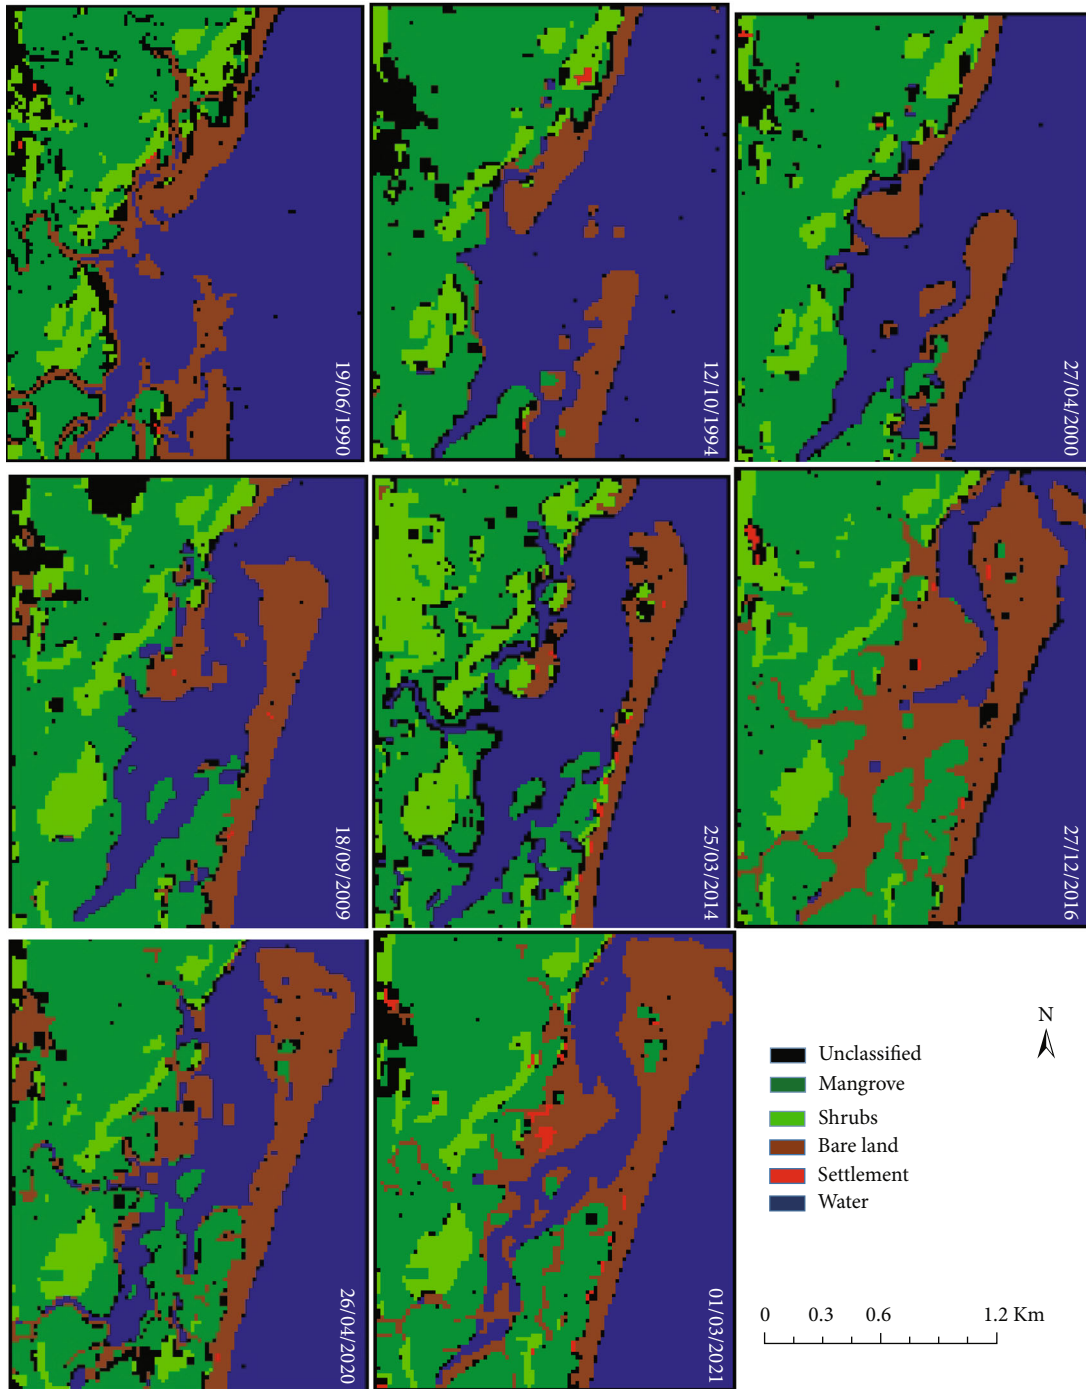 19/06/1990
12/10/1994
27/04/2000
18/09/2009
25/03/2014
27/12/2016
26/04/2020
01/03/2021
N
Unclassified
Mangrove
Shrubs
Bare land
Settlement
Water
0 0.3 0.6 1.2 Km